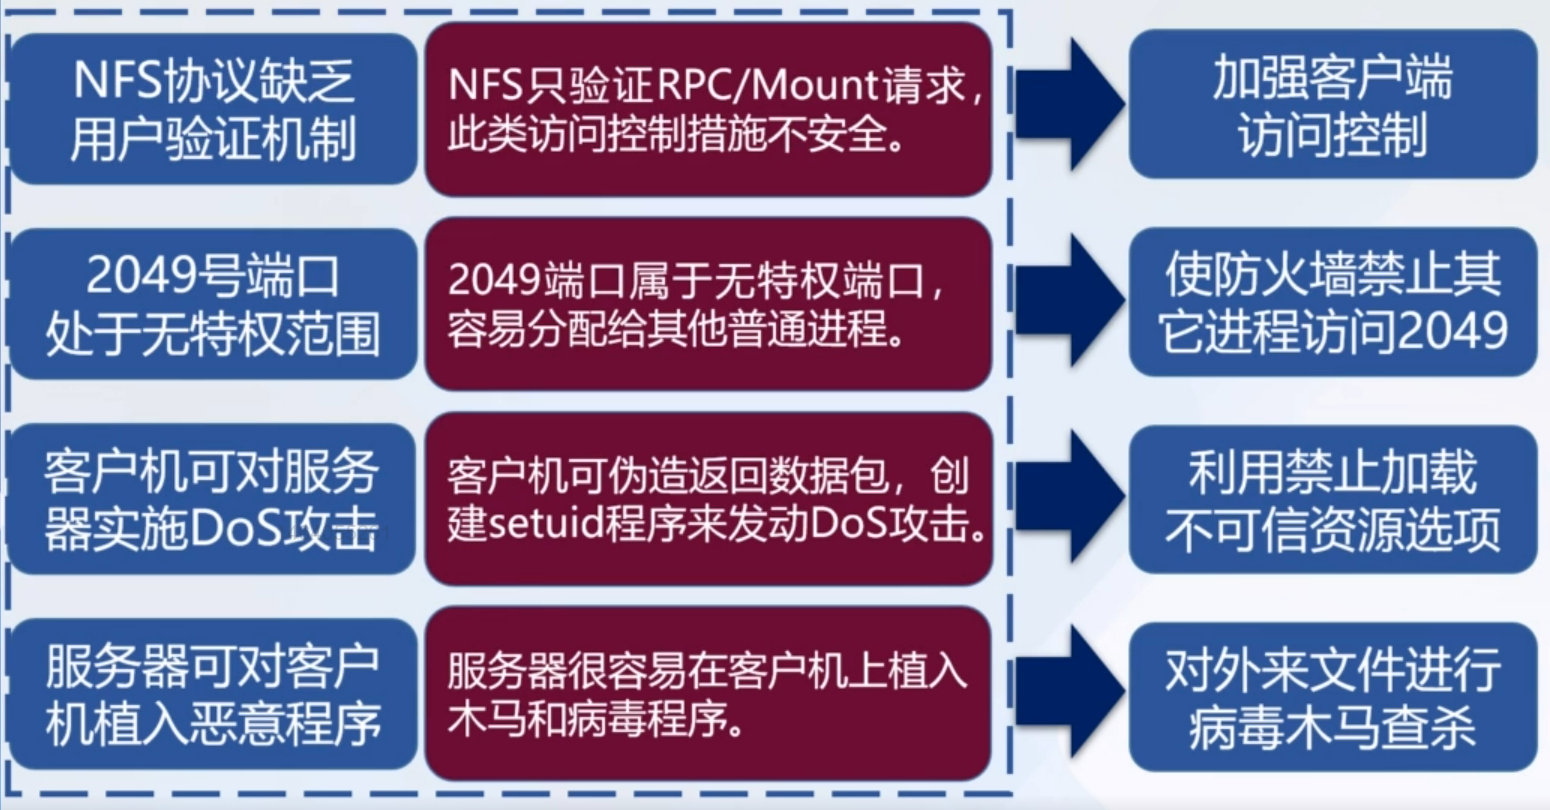 NFS协议缺乏
用户验证机制
NFS只验证RPC/Mount请求，
此类访问控制措施不安全。
加强客户端
访问控制
2049号端口
处于无特权范围
2049端口属于无特权端口，
容易分配给其他普通进程。
使防火墙禁止其
它进程访问2049
客户机可对服务
器实施DoS攻击
客户机可伪造返回数据包，创
建setuid程序来发动DoS攻击。
利用禁止加载
不可信资源选项
服务器可对客户
机植入恶意程序
服务器很容易在客户机上植入
木马和病毒程序。
对外来文件进行
病毒木马查杀